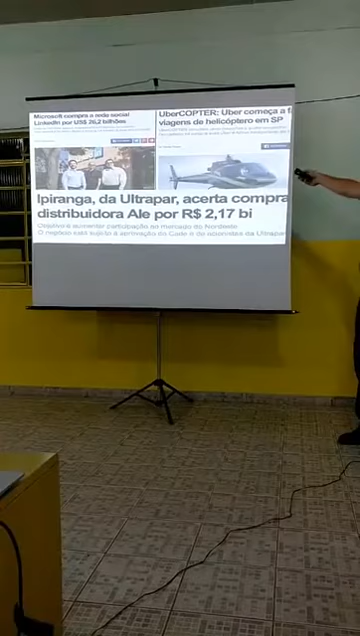 Microsoft compra a rede social
LinkedIn por US$ 26,2 bilhões
UberCOPTER: Uber começa a f
viagens de helicóptero em SP
Ipiranga, da Ultrapar, acerta compra
distribuidora Ale por R$ 2,17 bi
Objetivo é aumentar participação no mercado do Nordeste
O negócio está sujeito à aprovação do Cade e de acionistas da Ultrapar